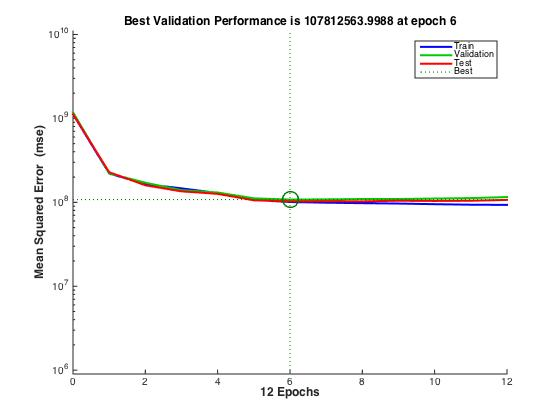 Best Validation Performance is 107812563.9988 at epoch 6
10^10
10^9
10^8
10^7
10^6
Mean Squared Error (mse)
Train
Validation
Test
Best
0 2 4 6 8 10 12
12 Epochs